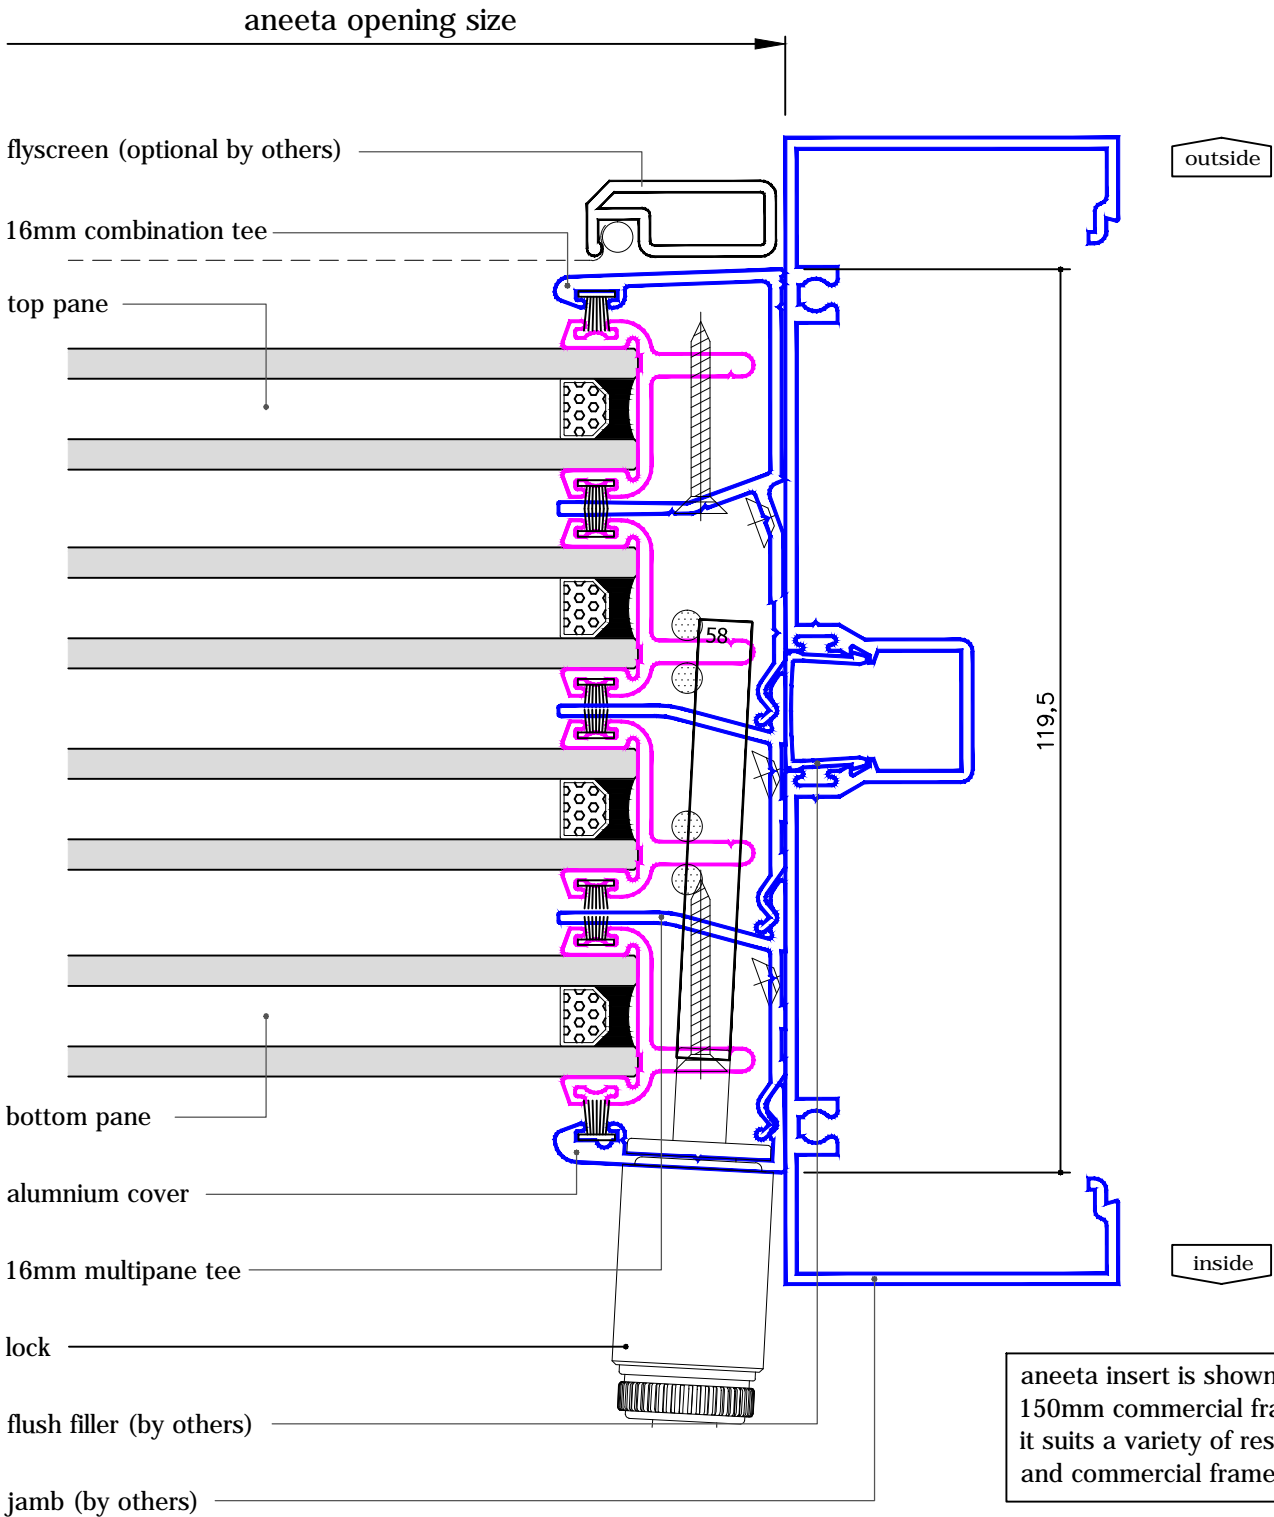 aneeta opening size
flyscreen (optional by others)
outside
16mm combination tee
top pane
58
119,5
bottom pane
alumnium cover
16mm multipane tee
inside
lock
aneeta insert is shown
150mm commercial fra
it suits a variety of res
and commercial frame
flush filler (by others)
jamb (by others)